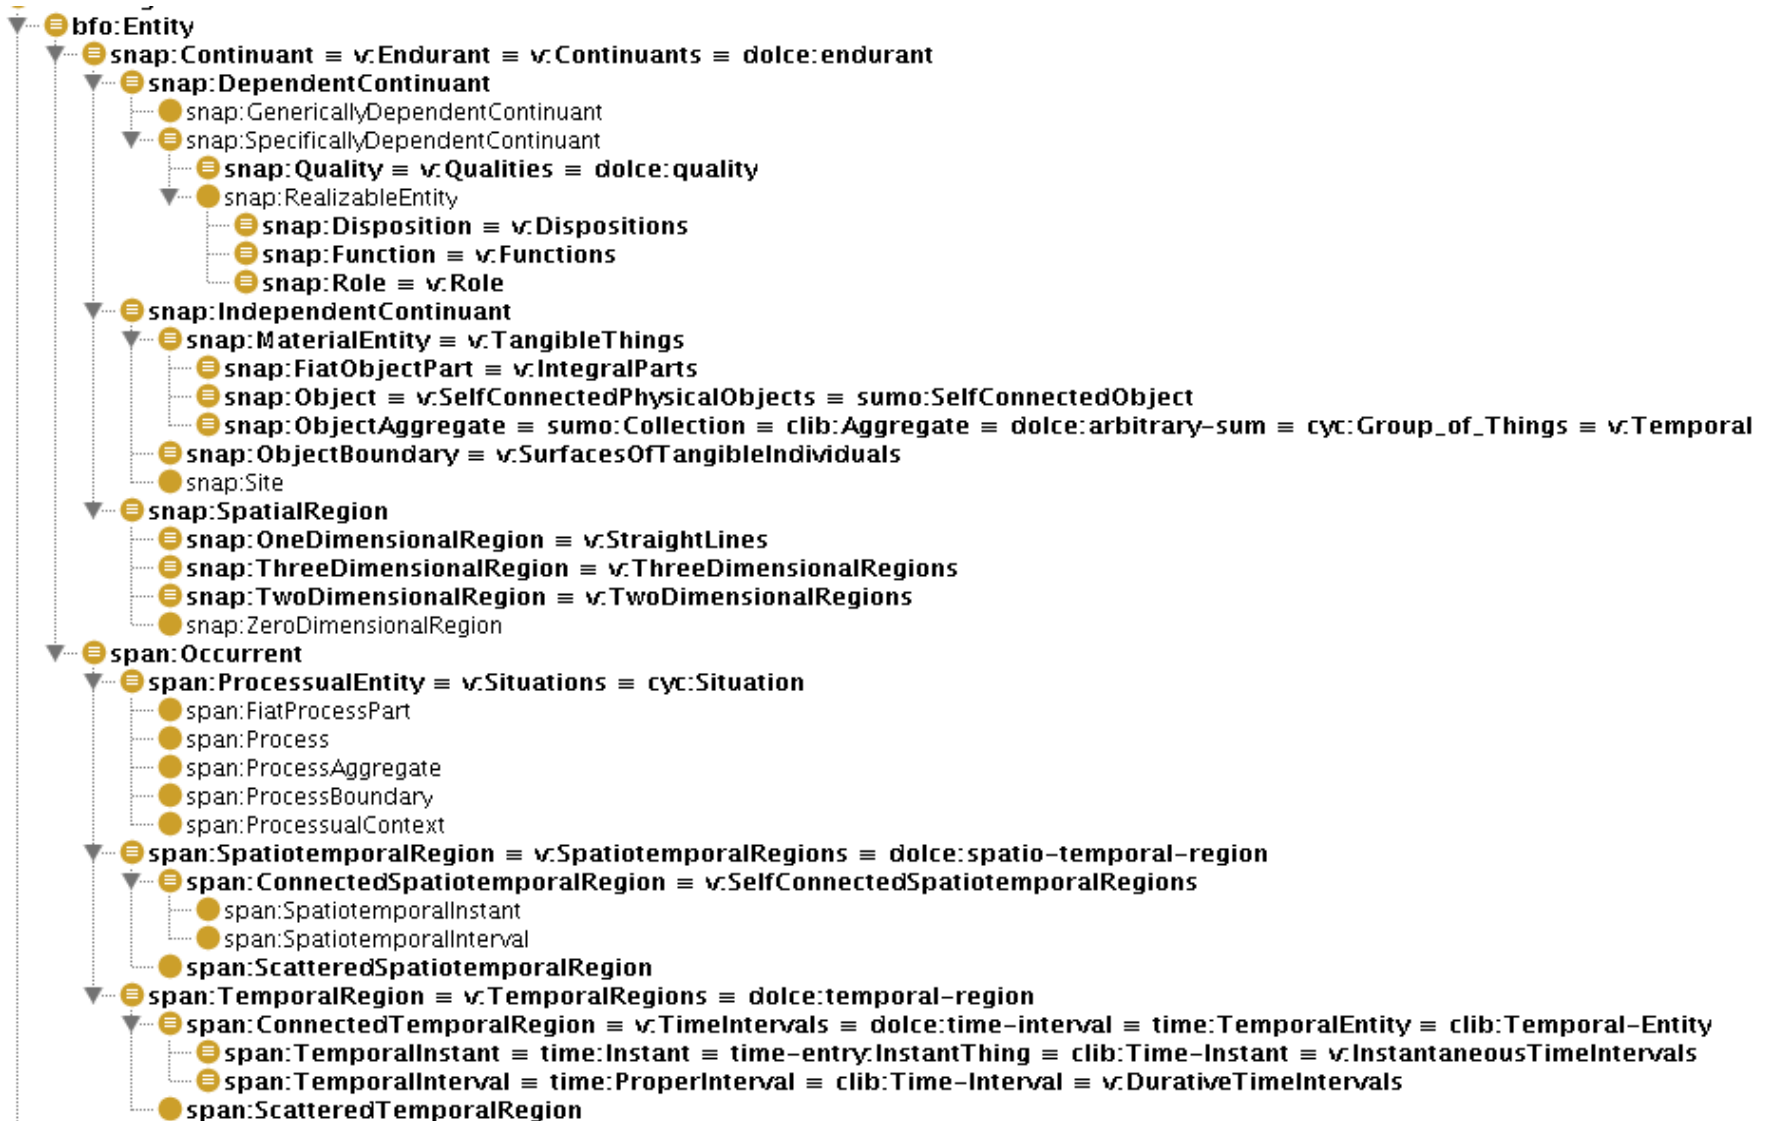 bfo:Entity
snap:Continuant ≡ v:Endurant ≡ v:Continuants ≡ dolce:endurant
snap:DependentContinuant
snap:GenericallyDependentContinuant
snap:SpecificallyDependentContinuant
snap:Quality ≡ v:Qualities ≡ dolce:quality
snap:RealizableEntity
snap:Disposition ≡ v:Dispositions
snap:Function ≡ v:Functions
snap:Role ≡ v:Role
snap:IndependentContinuant
snap:MaterialEntity ≡ v:TangibleThings
snap:FiatObjectPart ≡ v:IntegralParts
snap:Object ≡ v:SelfConnectedPhysicalObjects ≡ sumo:SelfConnectedObject
snap:ObjectAggregate ≡ sumo:Collection ≡ clib:Aggregate ≡ dolce:arbitrary-sum ≡ cyc:Group_of_Things ≡ v:Temporal
snap:ObjectBoundary ≡ v:SurfacesOfTangibleIndividuals
snap:Site
snap:SpatialRegion
snap:OneDimensionalRegion ≡ v:StraightLines
snap:ThreeDimensionalRegion ≡ v:ThreeDimensionalRegions
snap:TwoDimensionalRegion ≡ v:TwoDimensionalRegions
snap:ZeroDimensionalRegion
span:Occurrent
span:ProcessualEntity ≡ v:Situations ≡ cyc:Situation
span:FiatProcessPart
span:Process
span:ProcessAggregate
span:ProcessBoundary
span:ProcessualContext
span:SpatiotemporalRegion ≡ v:SpatiotemporalRegions ≡ dolce:spatio-temporal-region
span:ConnectedSpatiotemporalRegion ≡ v:SelfConnectedSpatiotemporalRegions
span:SpatiotemporalInstant
span:SpatiotemporalInterval
span:ScatteredSpatiotemporalRegion
span:TemporalRegion ≡ v:TemporalRegions ≡ dolce:temporal-region
span:ConnectedTemporalRegion ≡ v:TimeIntervals ≡ dolce:time-interval ≡ time:TemporalEntity ≡ clib:Temporal-Entity
span:TemporalInstant ≡ time:Instant ≡ time-entry:InstantThing ≡ clib:Time-Instant ≡ v:InstantaneousTimeIntervals
span:TemporalInterval ≡ time:ProperInterval ≡ clib:Time-Interval ≡ v:DurativeTimeIntervals
span:ScatteredTemporalRegion